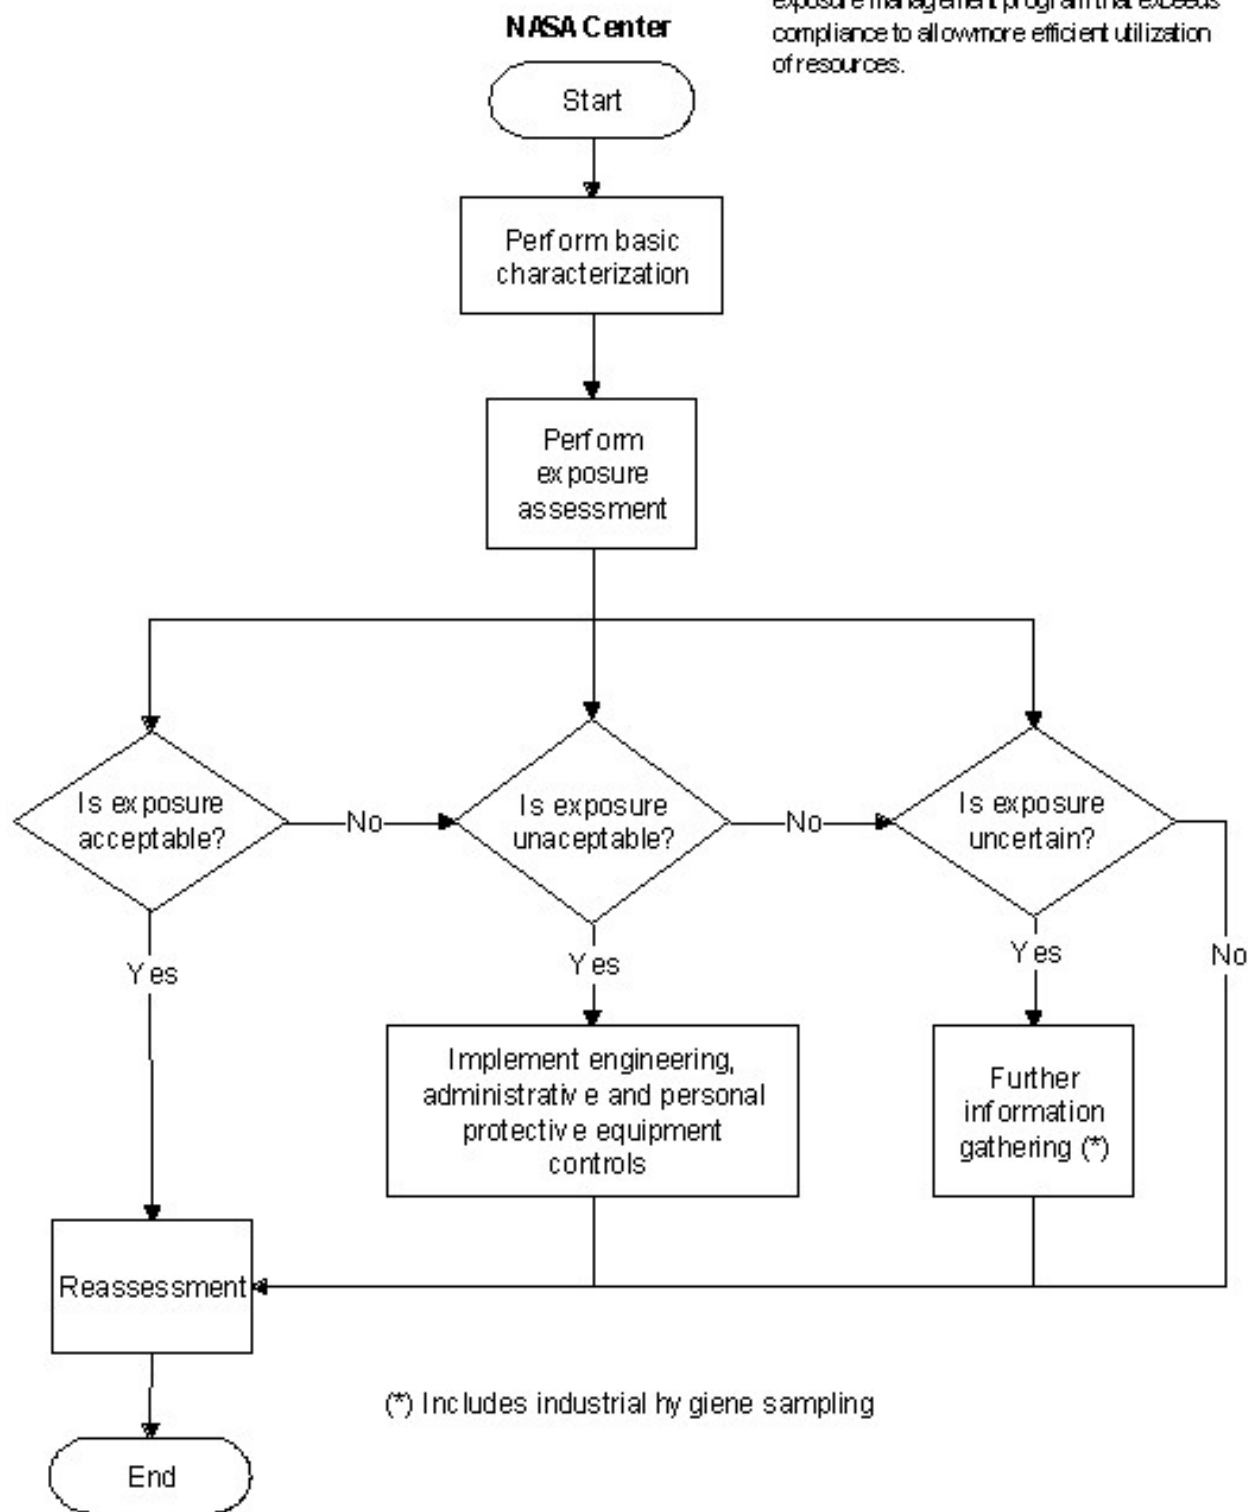 exposure management program that exceeds
compliance to allow more efficient utilization
of resources.
NASA Center
Start
Perform basic
characterization
Perform
exposure
assessment
Is exposure
acceptable?
No
Is exposure
unaceptable?
No
Is exposure
uncertain?
Yes
Yes
Yes
No
Implement engineering,
administrative and personal
protective equipment
controls
Further
information
gathering (*)
Reassessment
(*) Includes industrial hygiene sampling
End